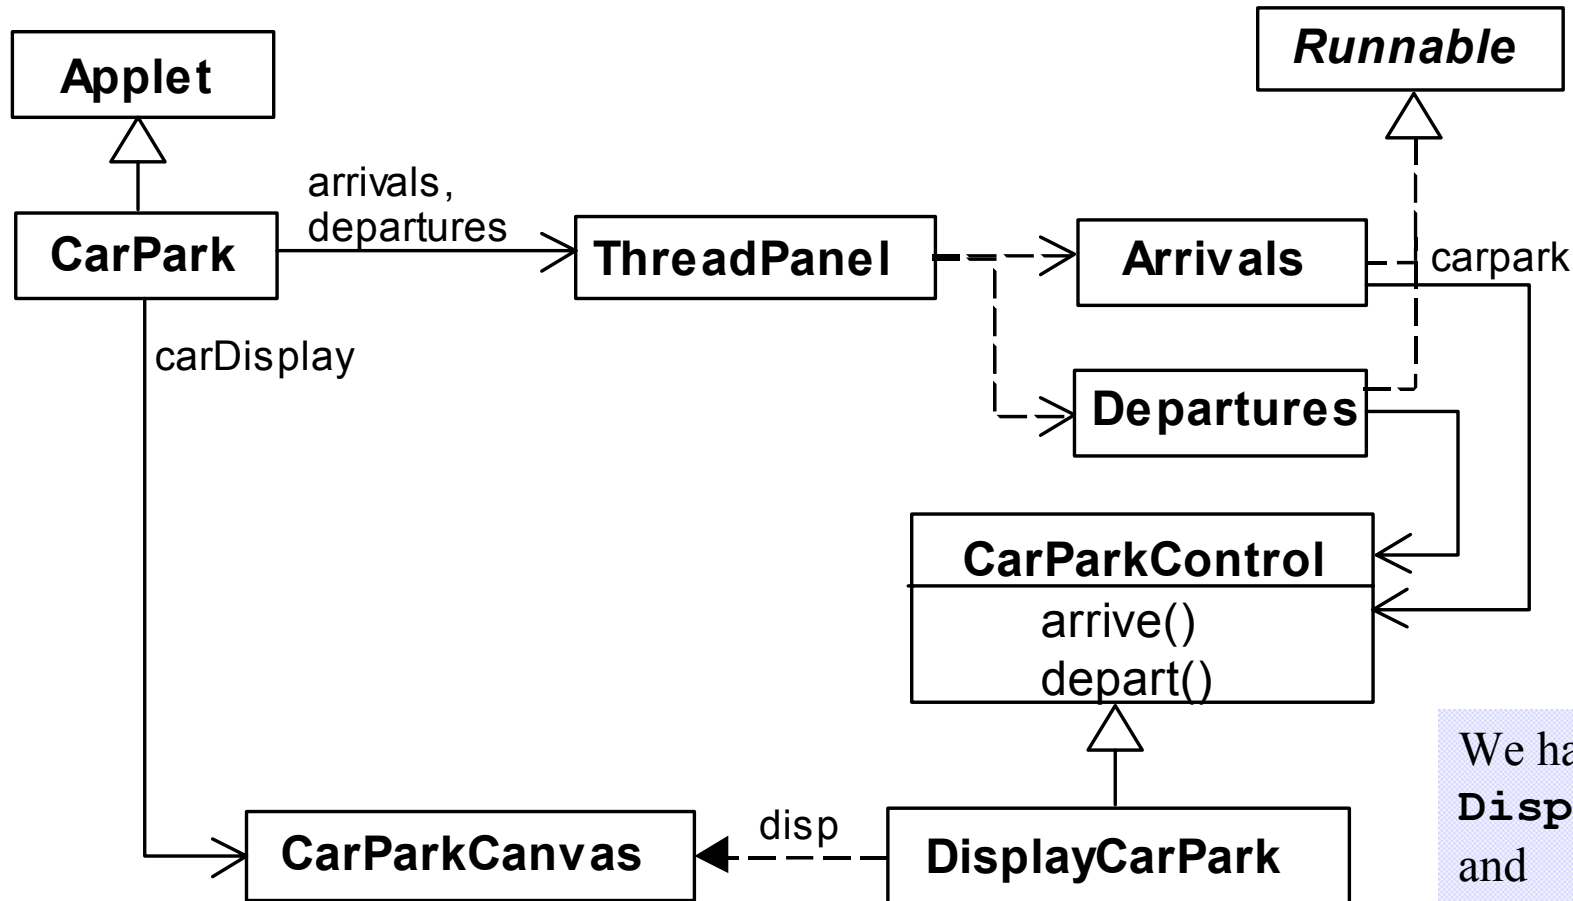 Applet
Runnable
CarPark
arrivals,
departures
ThreadPanel
Arrivals
carpark
carDisplay
Departures
CarParkControl
arrive()
depart()
CarParkCanvas
disp
DisplayCarPark
We ha
Disp
and